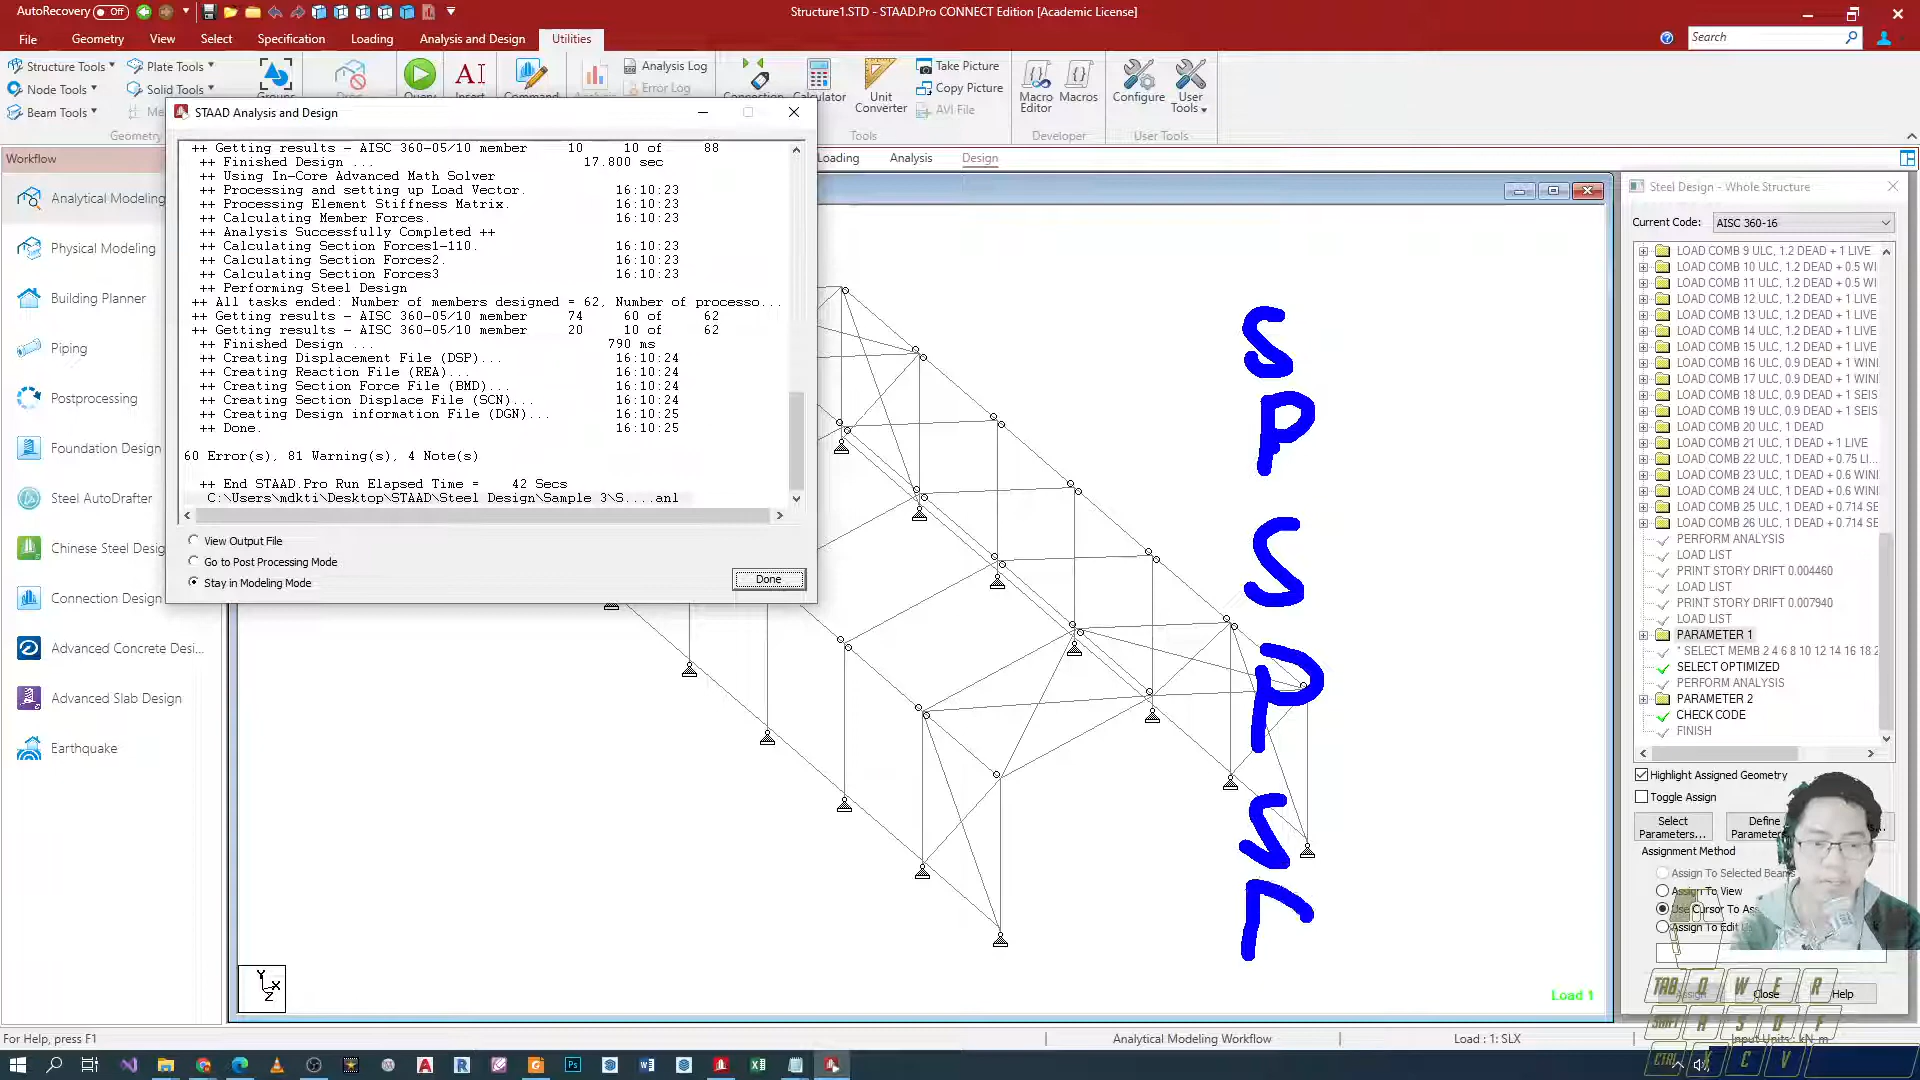 AutoRecovery Off
Structure1.STD - STAAD.Pro CONNECT Edition [Academic License]
File Geometry View Select Specification Loading Analysis and Design Utilities
Search
Structure Tools Plate Tools
Node Tools Solid Tools
Beam Tools
Geometry
Analysis Log
Error Log
Calculator
Unit Converter
Take Picture
Copy Picture
AVI File
Tools
Macro Editor
Macros
Developer
Configure
User Tools
User Tools
Loading Analysis Design
Workflow
Analytical Modeling
Physical Modeling
Building Planner
Piping
Postprocessing
Foundation Design
Steel AutoDrafter
Chinese Steel Desig
Connection Design
Advanced Concrete Desi...
Advanced Slab Design
Earthquake
STAAD Analysis and Design
++ Getting results - AISC 360-05/10 member 10 10 of 88
++ Finished Design ... 17.800 sec
++ Using In-Core Advanced Math Solver
++ Processing and setting up Load Vector. 16:10:23
++ Processing Element Stiffness Matrix. 16:10:23
++ Calculating Member Forces. 16:10:23
++ Analysis Successfully Completed ++
++ Calculating Section Forces1-110. 16:10:23
++ Calculating Section Forces2. 16:10:23
++ Calculating Section Forces3 16:10:23
++ Performing Steel Design
++ All tasks ended: Number of members designed = 62, Number of processo...
++ Getting results - AISC 360-05/10 member 74 60 of 62
++ Getting results - AISC 360-05/10 member 20 10 of 62
++ Finished Design ... 790 ms
++ Creating Displacement File (DSP)... 16:10:24
++ Creating Reaction File (REA)... 16:10:24
++ Creating Section Force File (BMD)... 16:10:24
++ Creating Section Displace File (SCN)... 16:10:24
++ Creating Design information File (DGN)... 16:10:25
++ Done. 16:10:25
60 Error(s), 81 Warning(s), 4 Note(s)
++ End STAAD.Pro Run Elapsed Time = 42 Secs
C:\Users\mdkti\Desktop\STAAD\Steel Design\Sample 3\S....anl
View Output File
Go to Post Processing Mode
Stay in Modeling Mode
Done
S
P
S
P
S
Y
X
Z
Load 1
Steel Design - Whole Structure
Current Code: AISC 360-16
LOAD COMB 9 ULC, 1.2 DEAD + 1 LIVE
LOAD COMB 10 ULC, 1.2 DEAD + 0.5 WI
LOAD COMB 11 ULC, 1.2 DEAD + 0.5 WI
LOAD COMB 12 ULC, 1.2 DEAD + 1 LIVE
LOAD COMB 13 ULC, 1.2 DEAD + 1 LIVE
LOAD COMB 14 ULC, 1.2 DEAD + 1 LIVE
LOAD COMB 15 ULC, 1.2 DEAD + 1 LIVE
LOAD COMB 16 ULC, 0.9 DEAD + 1 WINI
LOAD COMB 17 ULC, 0.9 DEAD + 1 WINI
LOAD COMB 18 ULC, 0.9 DEAD + 1 SEIS
LOAD COMB 19 ULC, 0.9 DEAD + 1 SEIS
LOAD COMB 20 ULC, 1 DEAD
LOAD COMB 21 ULC, 1 DEAD + 1 LIVE
LOAD COMB 22 ULC, 1 DEAD + 0.75 LI...
LOAD COMB 23 ULC, 1 DEAD + 0.6 WINI
LOAD COMB 24 ULC, 1 DEAD + 0.6 WINI
LOAD COMB 25 ULC, 1 DEAD + 0.714 SE
LOAD COMB 26 ULC, 1 DEAD + 0.714 SE
PERFORM ANALYSIS
LOAD LIST
PRINT STORY DRIFT 0.004460
LOAD LIST
PRINT STORY DRIFT 0.007940
LOAD LIST
PARAMETER 1
* SELECT MEMB 2 4 6 8 10 12 14 16 18 2
SELECT OPTIMIZED
PERFORM ANALYSIS
PARAMETER 2
CHECK CODE
FINISH
Highlight Assigned Geometry
Toggle Assign
Select Parameters...
Define Parameter
Assignment Method
Assign To Selected Beams
Assign To View
Use Cursor To Ass
Assign To Edit
Close
Help
TAB Q W E R
SHIFT A S D F
CTRL X C V
For Help, press F1
Analytical Modeling Workflow
Load : 1: SLX
Input Units : kN m